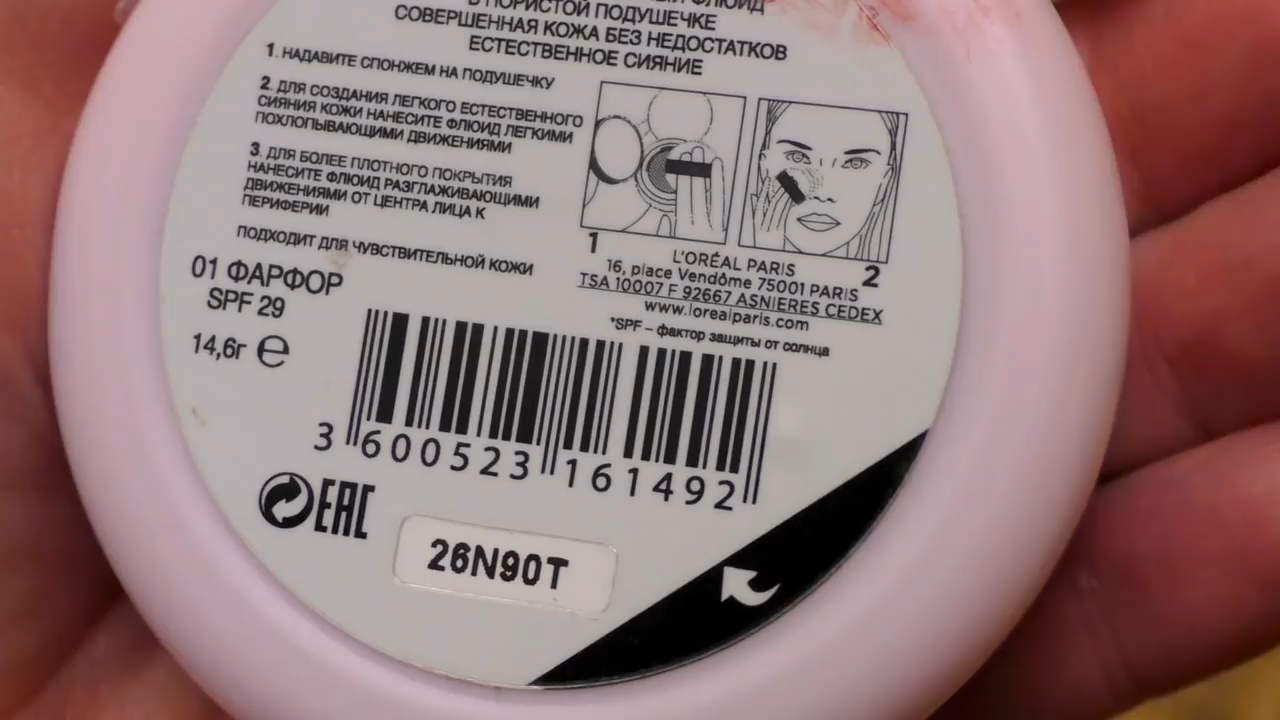 ФЛЮИД
В ПОРИСТОЙ ПОДУШЕЧКЕ
СОВЕРШЕННАЯ КОЖА БЕЗ НЕДОСТАТКОВ
ЕСТЕСТВЕННОЕ СИЯНИЕ
1. НАДАВИТЕ СПОНЖЕМ НА ПОДУШЕЧКУ
2. ДЛЯ СОЗДАНИЯ ЛЕГКОГО ЕСТЕСТВЕННОГО
СИЯНИЯ КОЖИ НАНЕСИТЕ ФЛЮИД ЛЕГКИМИ
ПОХЛОПЫВАЮЩИМИ ДВИЖЕНИЯМИ
3. ДЛЯ БОЛЕЕ ПЛОТНОГО ПОКРЫТИЯ
НАНЕСИТЕ ФЛЮИД РАЗГЛАЖИВАЮЩИМИ
ДВИЖЕНИЯМИ ОТ ЦЕНТРА ЛИЦА К
ПЕРИФЕРИИ
ПОДХОДИТ ДЛЯ ЧУВСТВИТЕЛЬНОЙ КОЖИ
1
2
L'ORÉAL PARIS
16, place Vendôme 75001 PARIS
TSA 10007 F 92667 ASNIERES CEDEX
www.lorealparis.com
*SPF – фактор защиты от солнца
01 ФАРФОР
SPF 29
14,6г ℮
3 600523 161492
EAC
26N90T